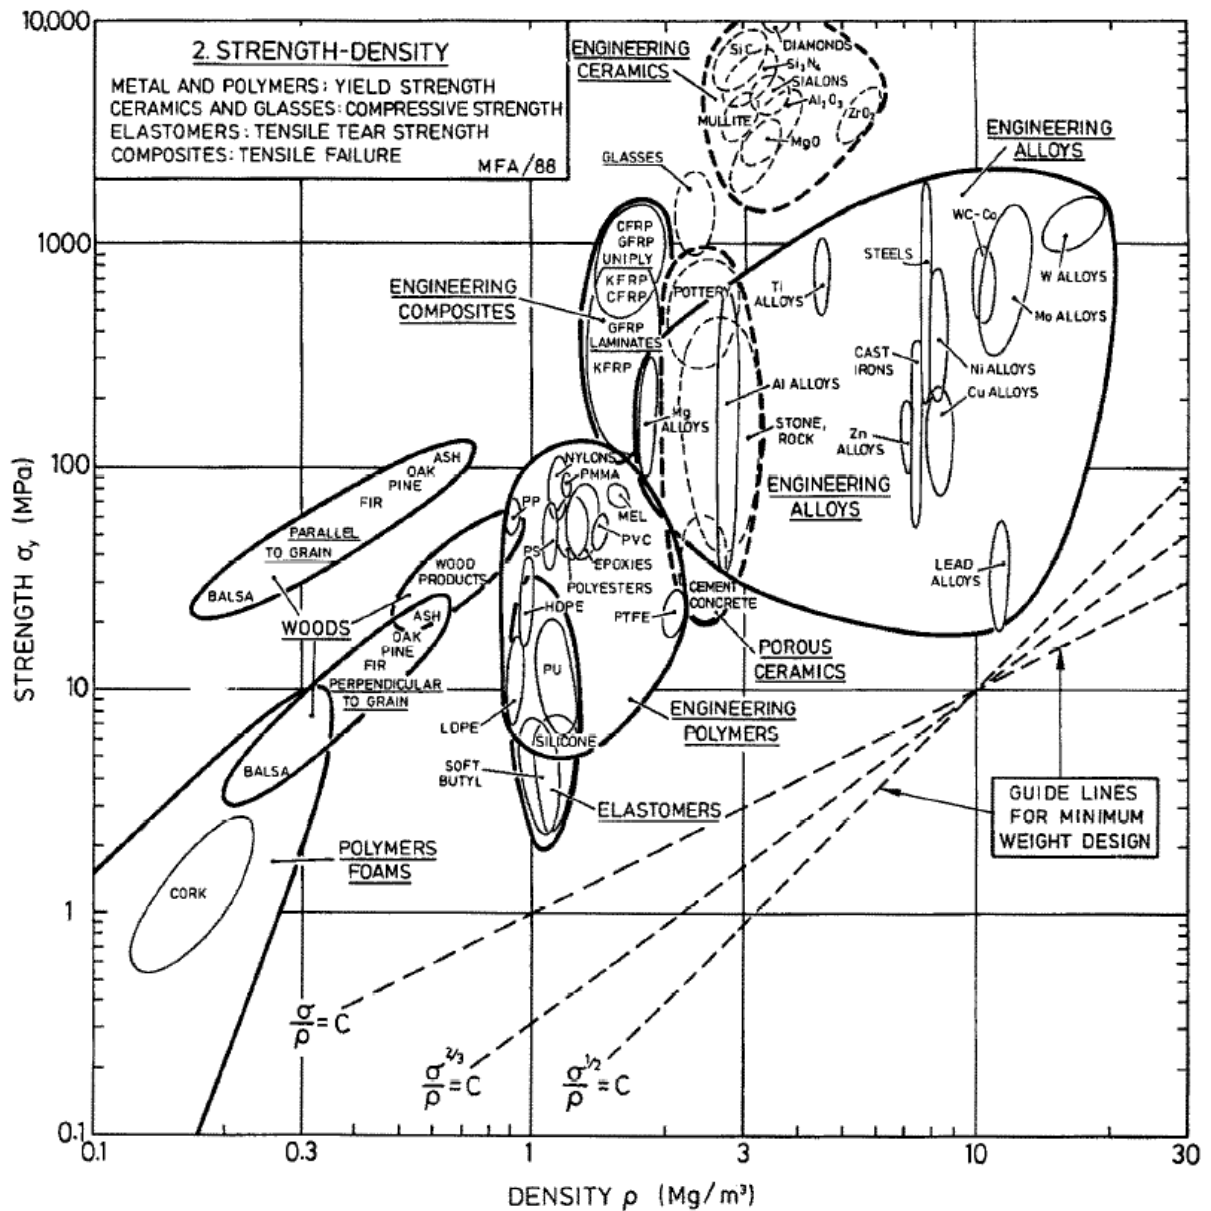 10,000
1000
100
10
1
0.1
STRENGTH σy (MPa)
2. STRENGTH-DENSITY
METAL AND POLYMERS: YIELD STRENGTH
CERAMICS AND GLASSES: COMPRESSIVE STRENGTH
ELASTOMERS: TENSILE TEAR STRENGTH
COMPOSITES: TENSILE FAILURE
MFA/88
ENGINEERING
CERAMICS
SiC
DIAMONDS
Si3N4
SIALONS
Al2O3
ZrO2
MULLITE
MgO
GLASSES
ENGINEERING
ALLOYS
CFRP
GFRP
UNIPLY
KFRP
CFRP
GFRP
LAMINATES
KFRP
ENGINEERING
COMPOSITES
POTTERY
Ti
ALLOYS
STEELS
WC-Co
W ALLOYS
Mo ALLOYS
CAST
IRONS
Ni ALLOYS
Cu ALLOYS
Zn
ALLOYS
Al ALLOYS
Mg
ALLOYS
STONE,
ROCK
ENGINEERING
ALLOYS
LEAD
ALLOYS
ASH
OAK
PINE
FIR
PARALLEL
TO GRAIN
BALSA
WOODS
WOOD
PRODUCTS
ASH
OAK
PINE
FIR
PERPENDICULAR
TO GRAIN
BALSA
NYLONS
PMMA
PP
MEL
PVC
PS
EPOXIES
POLYESTERS
HDPE
PTFE
PU
LDPE
SILICONE
SOFT
BUTYL
ELASTOMERS
CEMENT
CONCRETE
POROUS
CERAMICS
ENGINEERING
POLYMERS
POLYMERS
FOAMS
CORK
GUIDE LINES
FOR MINIMUM
WEIGHT DESIGN
σ/ρ = C
σ^2/3/ρ = C
σ^1/2/ρ = C
0.1 0.3 1 3 10 30
DENSITY ρ (Mg/m³)